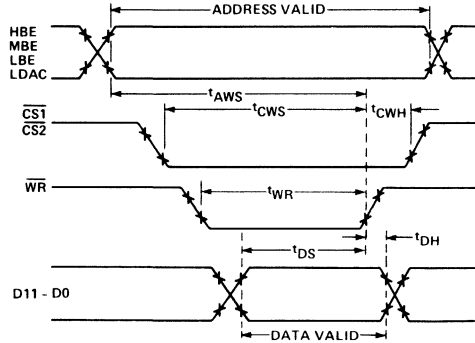 ADDRESS VALID
HBE
MBE
LBE
LDAC
tAWS
tCWS
tCWH
CS1
CS2
WR
tWR
tDS
tDH
D11 - D0
DATA VALID